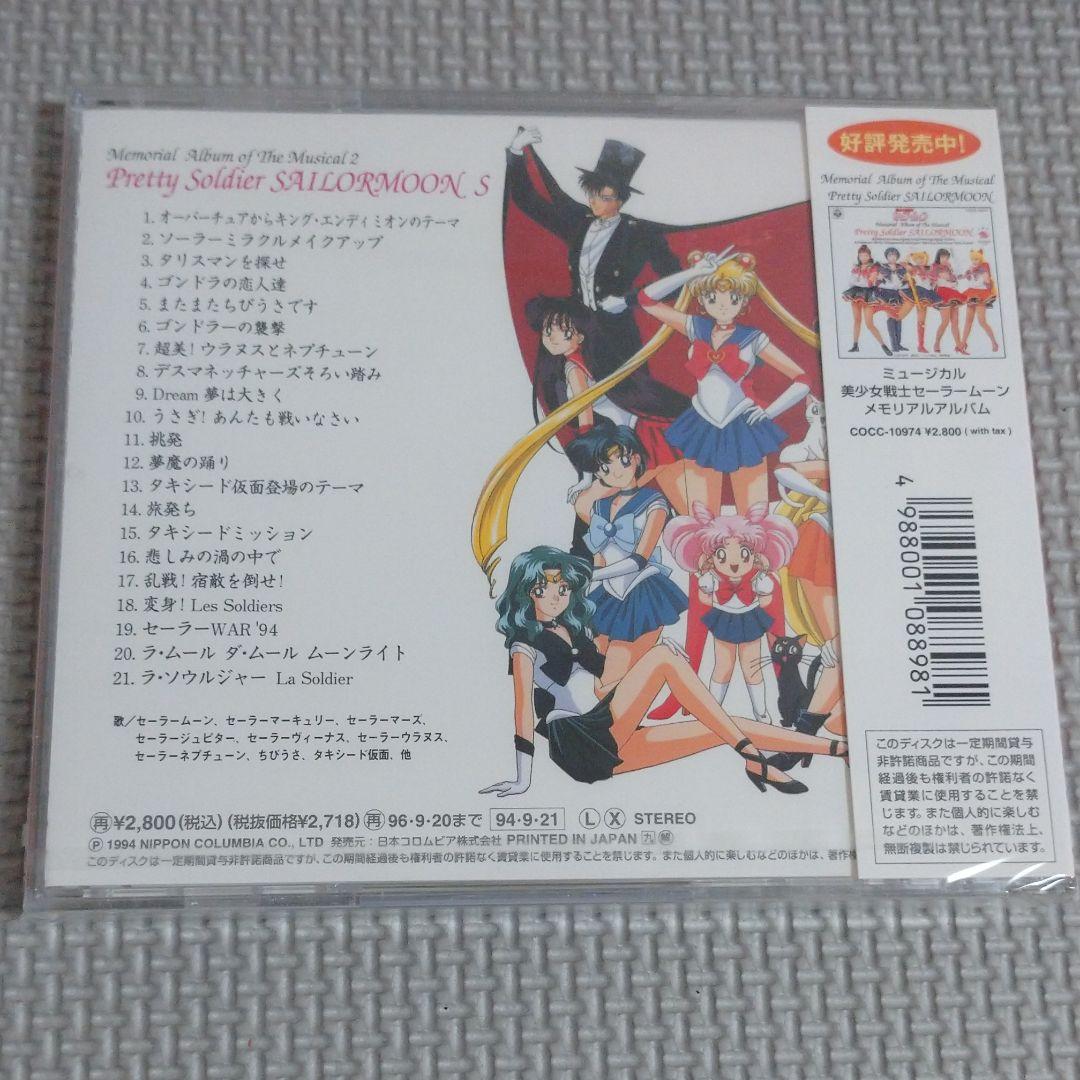 Memorial Album of The Musical 2
Pretty Soldier SAILORMOON S
1. オーバーチュアからキング・エンディミオンのテーマ
2. ソーラーミラクルメイクアップ
3. タリスマンを探せ
4. ゴンドラの恋人達
5. またまたちびうさです
6. ゴンドラーの襲撃
7. 超美!ウラヌスとネプチューン
8. デスマネッチャーズそろい踏み
9. Dream 夢は大きく
10. うさぎ!あんたも戦いなさい
11. 挑発
12. 夢魔の踊り
13. タキシード仮面登場のテーマ
14. 旅発ち
15. タキシードミッション
16. 悲しみの渦の中で
17. 乱戦!宿敵を倒せ!
18. 変身!Les Soldiers
19. セーラーWAR '94
20. ラ・ムール ダ・ムール ムーンライト
21. ラ・ソウルジャー La Soldier
歌/セーラームーン、セーラーマーキュリー、セーラーマーズ、
セーラージュピター、セーラーヴィーナス、セーラーウラヌス、
セーラーネプチューン、ちびうさ、タキシード仮面、他
再¥2,800(税込)(税抜価格¥2,718)再96・9・20まで 94・9・21 L X STEREO
Ⓟ 1994 NIPPON COLUMBIA CO., LTD 発売元:日本コロムビア株式会社 PRINTED IN JAPAN 九 解
このディスクは一定期間貸与非許諾商品ですが、この期間経過後も権利者の許諾なく賃貸業に使用することを禁じます。また個人的に楽しむなどのほかは、著作権
好評発売中!
Memorial Album of The Musical
Pretty Soldier SAILORMOON
Memorial Album of The Musical
Pretty Soldier SAILORMOON
ミュージカル
美少女戦士セーラームーン
メモリアルアルバム
COCC-10974 ¥2.800 (with tax)
4 988001 088981
このディスクは一定期間貸与
非許諾商品ですが、この期間
経過後も権利者の許諾なく
賃貸業に使用することを禁
じます。また個人的に楽しむ
などのほかは、著作権法上、
無断複製は禁じられています。